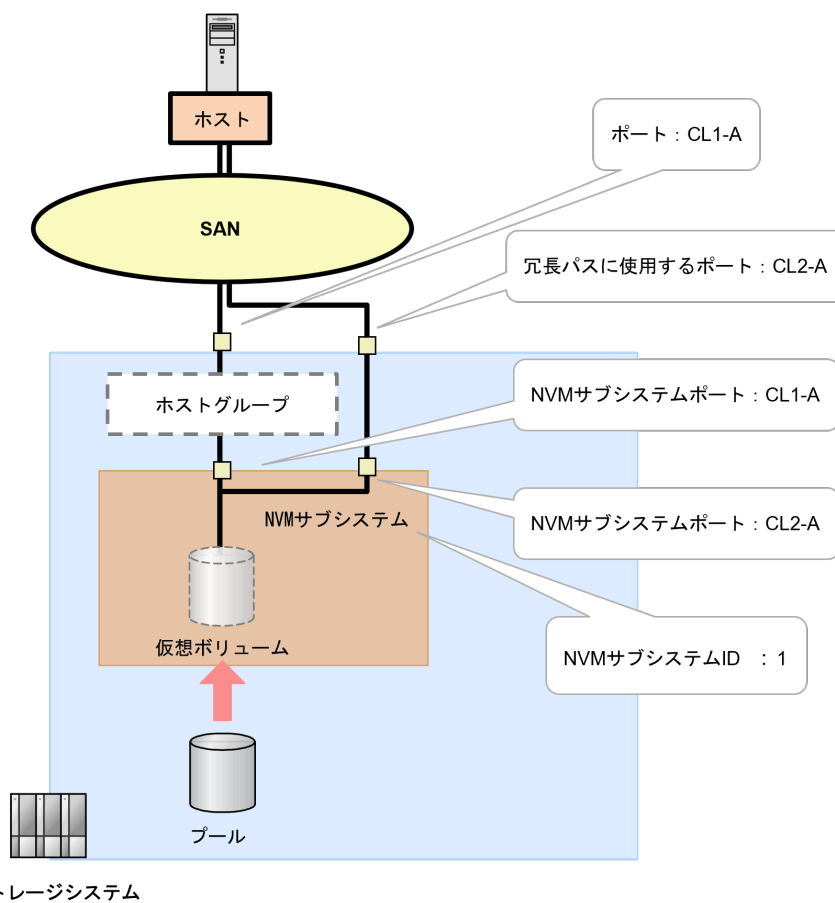 ホスト
ポート：CL1-A
SAN
冗長パスに使用するポート：CL2-A
NVMサブシステムポート：CL1-A
ホストグループ
NVMサブシステム
NVMサブシステムポート：CL2-A
仮想ボリューム
NVMサブシステムID ：1
プール
トレージシステム